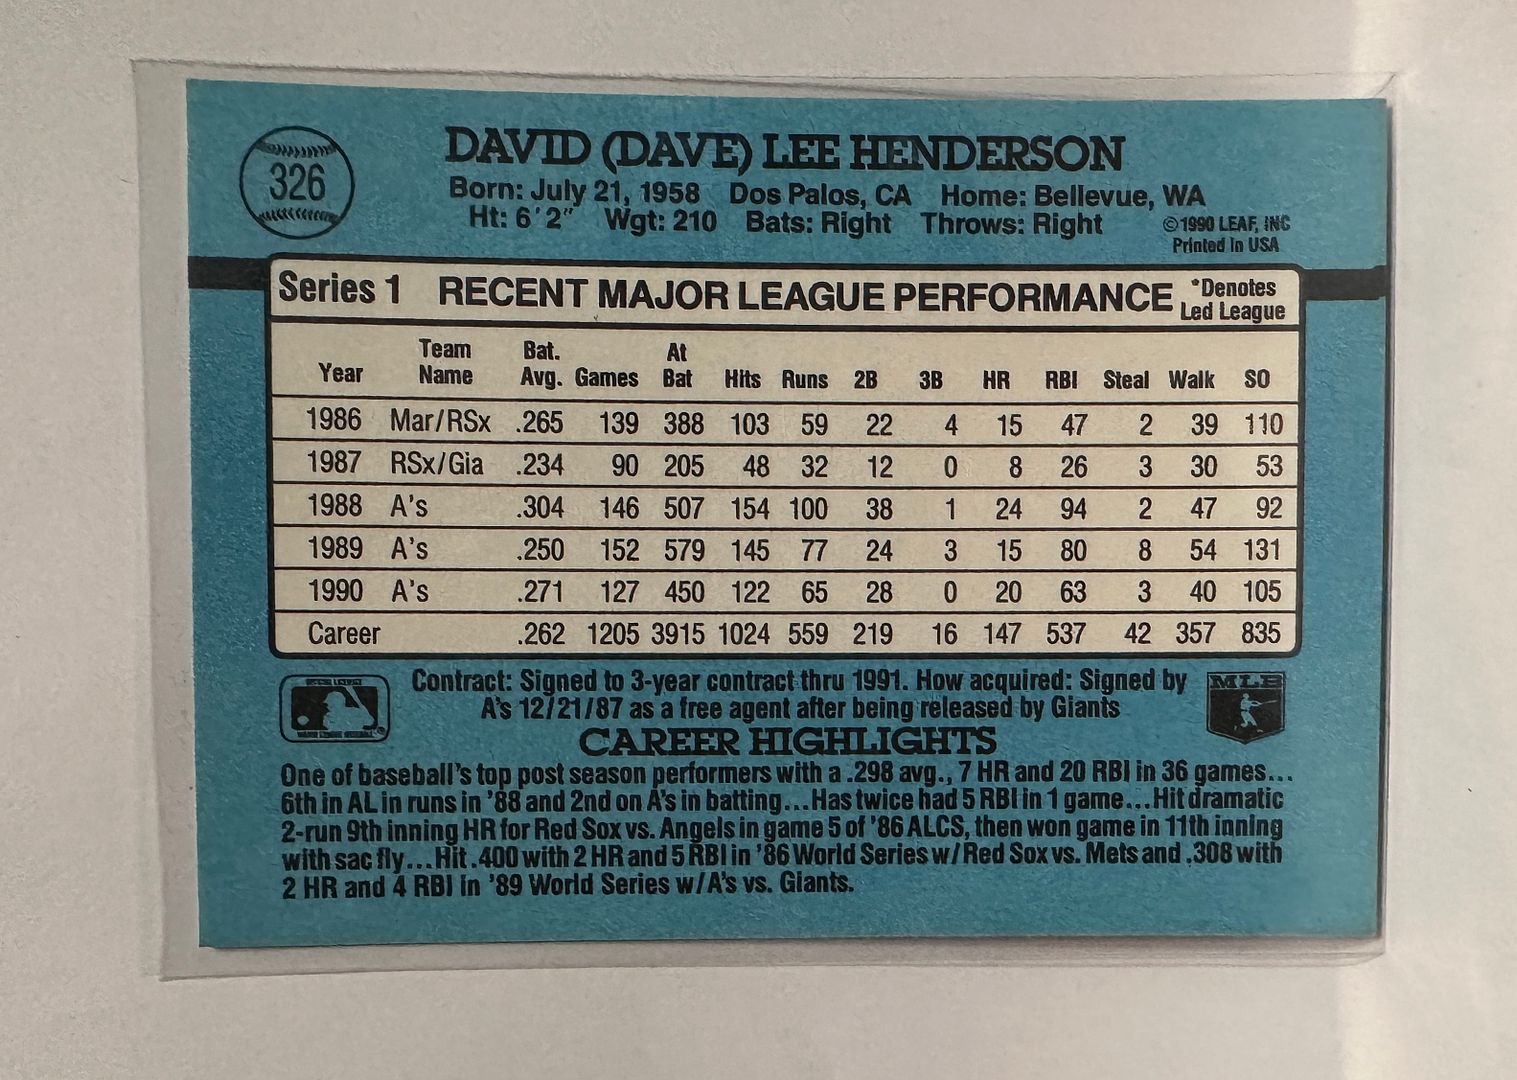 326
DAVID (DAVE) LEE HENDERSON
Born: July 21, 1958 Dos Palos, CA Home: Bellevue, WA
Ht: 6'2" Wgt: 210 Bats: Right Throws: Right
©1990 LEAF, INC
Printed In USA
Series 1 RECENT MAJOR LEAGUE PERFORMANCE *Denotes Led League
Year Team Name Bat. Avg. Games At Bat Hits Runs 2B 3B HR RBI Steal Walk SO
1986 Mar/RSx .265 139 388 103 59 22 4 15 47 2 39 110
1987 RSx/Gia .234 90 205 48 32 12 0 8 26 3 30 53
1988 A's .304 146 507 154 100 38 1 24 94 2 47 92
1989 A's .250 152 579 145 77 24 3 15 80 8 54 131
1990 A's .271 127 450 122 65 28 0 20 63 3 40 105
Career .262 1205 3915 1024 559 219 16 147 537 42 357 835
Contract: Signed to 3-year contract thru 1991. How acquired: Signed by
A's 12/21/87 as a free agent after being released by Giants
MLB
CAREER HIGHLIGHTS
One of baseball's top post season performers with a .298 avg., 7 HR and 20 RBI in 36 games...
6th in AL in runs in '88 and 2nd on A's in batting...Has twice had 5 RBI in 1 game...Hit dramatic
2-run 9th inning HR for Red Sox vs. Angels in game 5 of '86 ALCS, then won game in 11th inning
with sac fly...Hit .400 with 2 HR and 5 RBI in '86 World Series w/Red Sox vs. Mets and .308 with
2 HR and 4 RBI in '89 World Series w/A's vs. Giants.